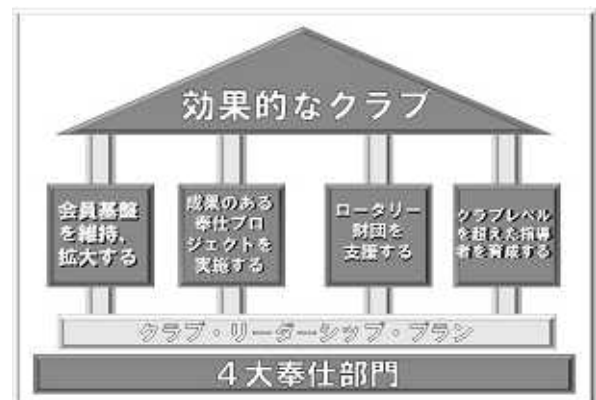 効果的なクラブ
会員基盤
を維持、
拡大する
成果のある
奉仕プロ
ジェクトを
実施する
ロータリー
財団を
支援する
クラブレベル
を超えた指導
者を育成する
クラブ・リーダーシップ・プラン
4大奉仕部門